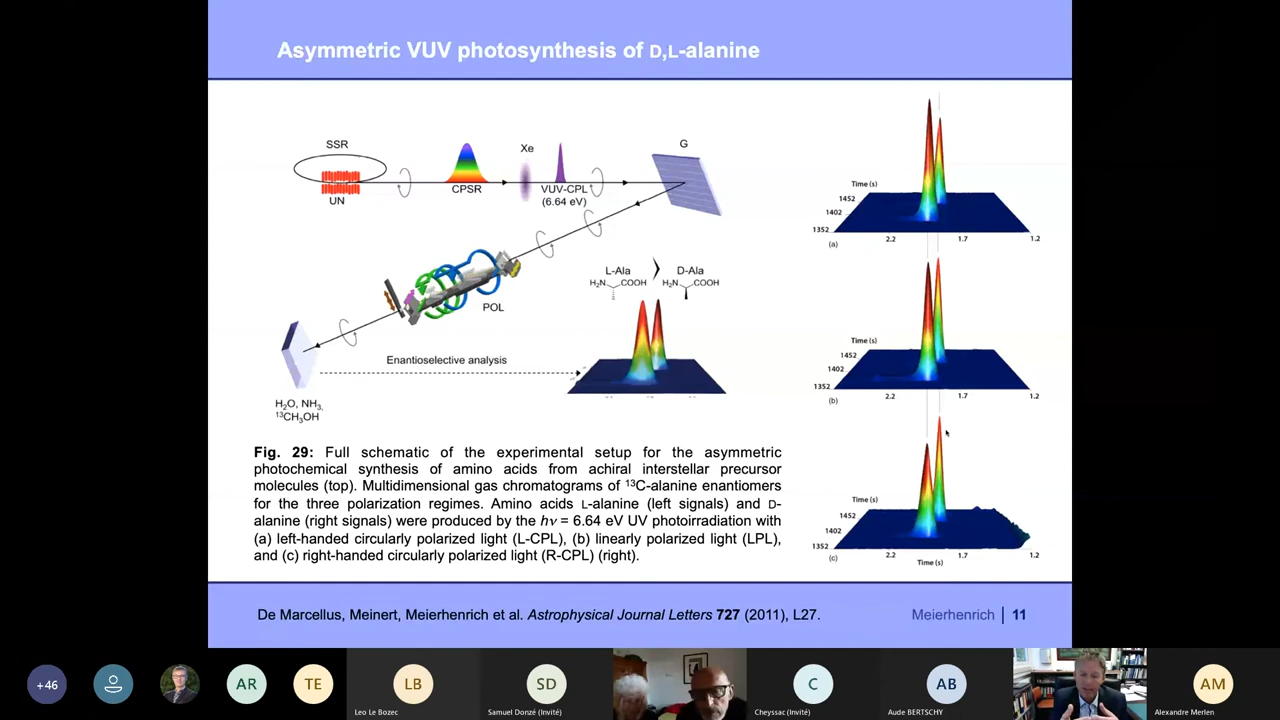 Asymmetric VUV photosynthesis of D,L-alanine
SSR
UN
CPSR
Xe
VUV-CPL
(6.64 eV)
G
POL
L-Ala
D-Ala
H₂N
COOH
H₂N
COOH
Enantioselective analysis
H₂O, NH₃,
¹³CH₃OH
Time (s)
1452
1402
1352
(a)
2.2
1.7
1.2
Time (s)
1452
1402
1352
(b)
2.2
1.7
1.2
Time (s)
1452
1402
1352
(c)
2.2
1.7
1.2
Time (s)
Fig. 29: Full schematic of the experimental setup for the asymmetric
photochemical synthesis of amino acids from achiral interstellar precursor
molecules (top). Multidimensional gas chromatograms of ¹³C-alanine enantiomers
for the three polarization regimes. Amino acids L-alanine (left signals) and D-
alanine (right signals) were produced by the hν = 6.64 eV UV photoirradiation with
(a) left-handed circularly polarized light (L-CPL), (b) linearly polarized light (LPL),
and (c) right-handed circularly polarized light (R-CPL) (right).
De Marcellus, Meinert, Meierhenrich et al. Astrophysical Journal Letters 727 (2011), L27.
Meierhenrich | 11
+46
AR
TE
LB
Leo Le Bozec
SD
Samuel Donzé (Invité)
C
Cheyssac (Invité)
AB
Aude BERTSCHY
AM
Alexandre Merlen